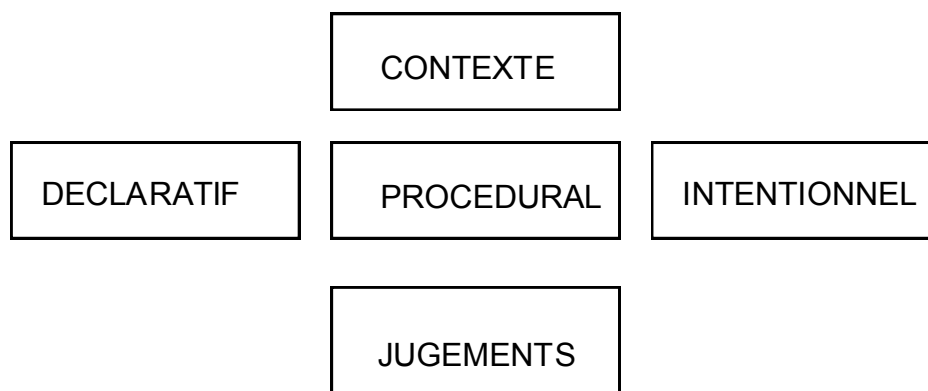 CONTEXTE
DECLARATIF
PROCEDURAL
INTENTIONNEL
JUGEMENTS